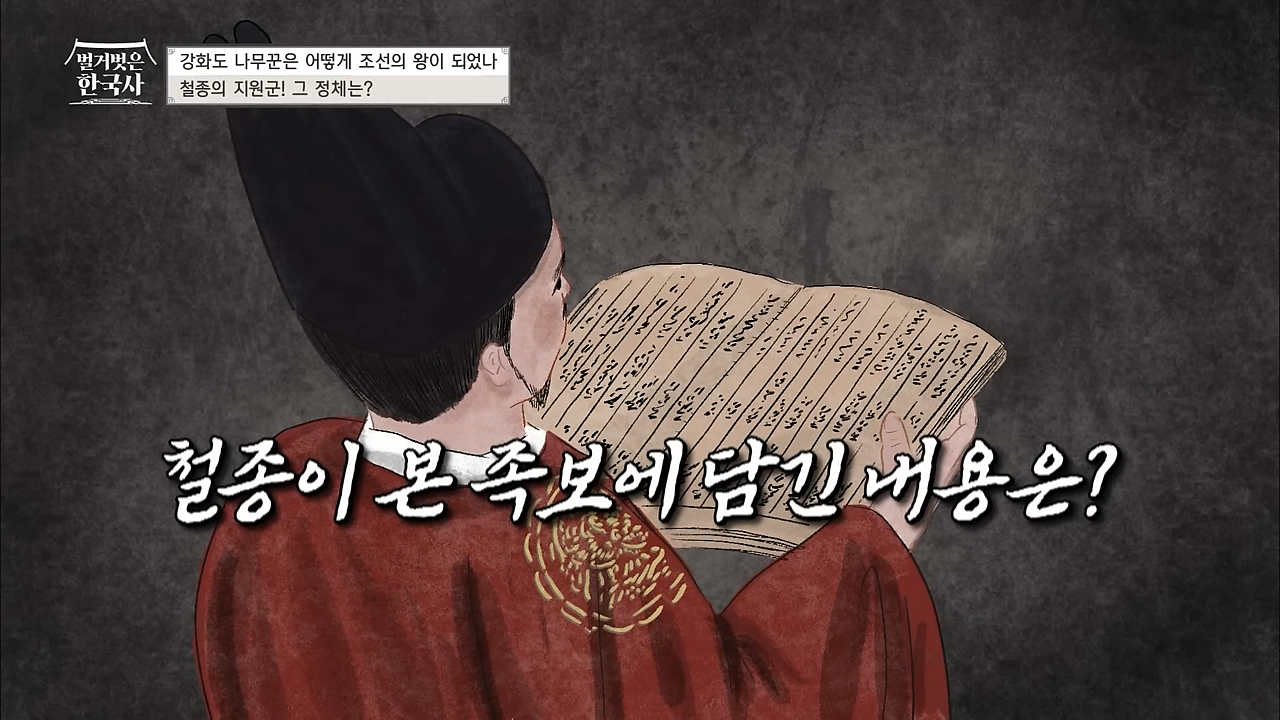 벌거벗은
한국사
강화도 나무꾼은 어떻게 조선의 왕이 되었나
철종의 지원군! 그 정체는?
철종이 본 족보에 담긴 내용은?